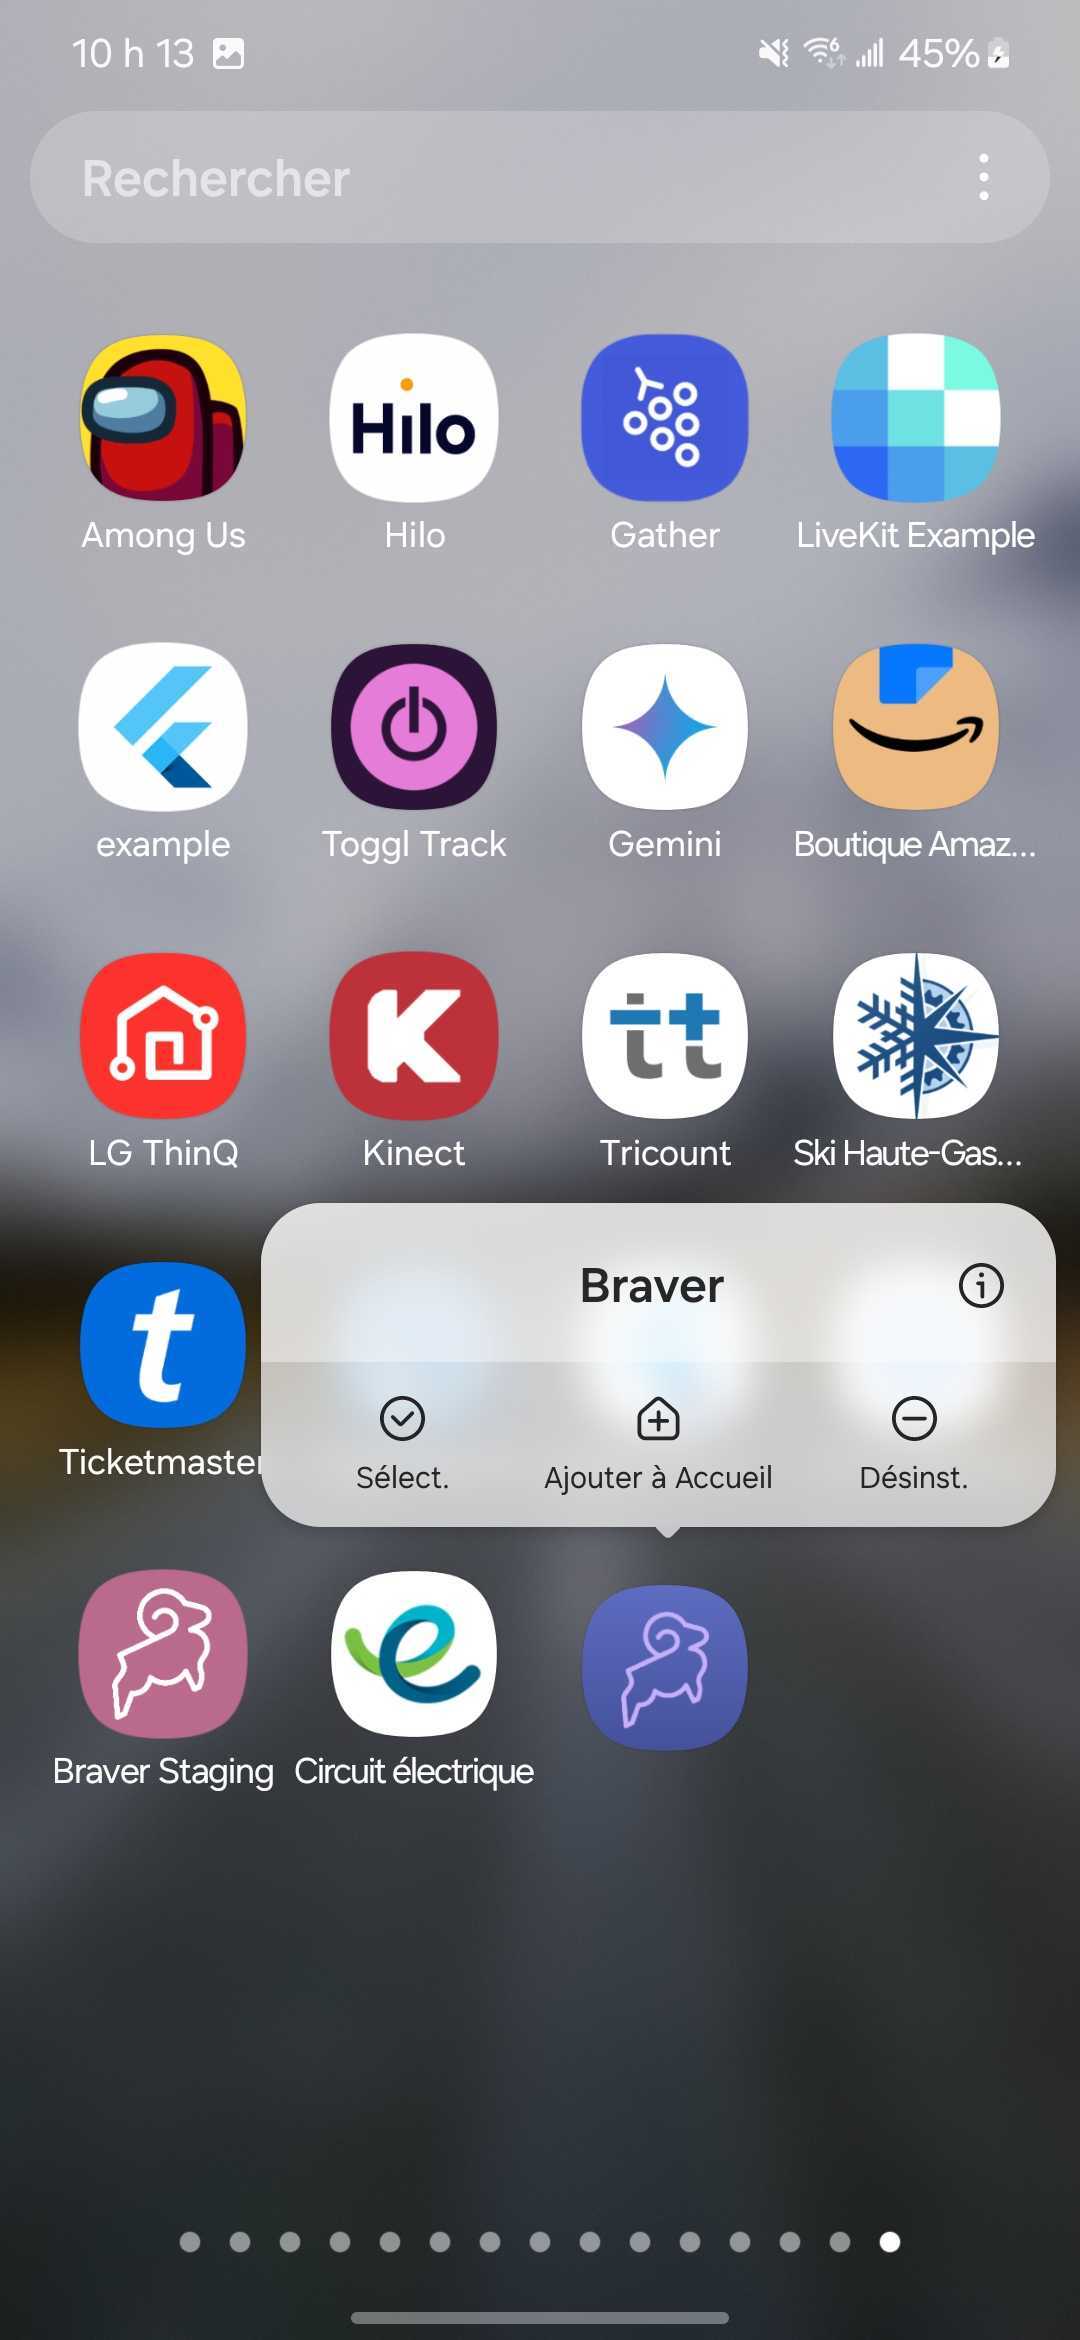 10 h 13
45%
Rechercher
Hilo
Among Us
Hilo
Gather
LiveKit Example
example
Toggl Track
Gemini
Boutique Amaz...
K
tt
LG ThinQ
Kinect
Tricount
Ski Haute-Gas...
Braver
t
Ticketmaster
Sélect.
Ajouter à Accueil
Désinst.
Braver Staging
Circuit électrique